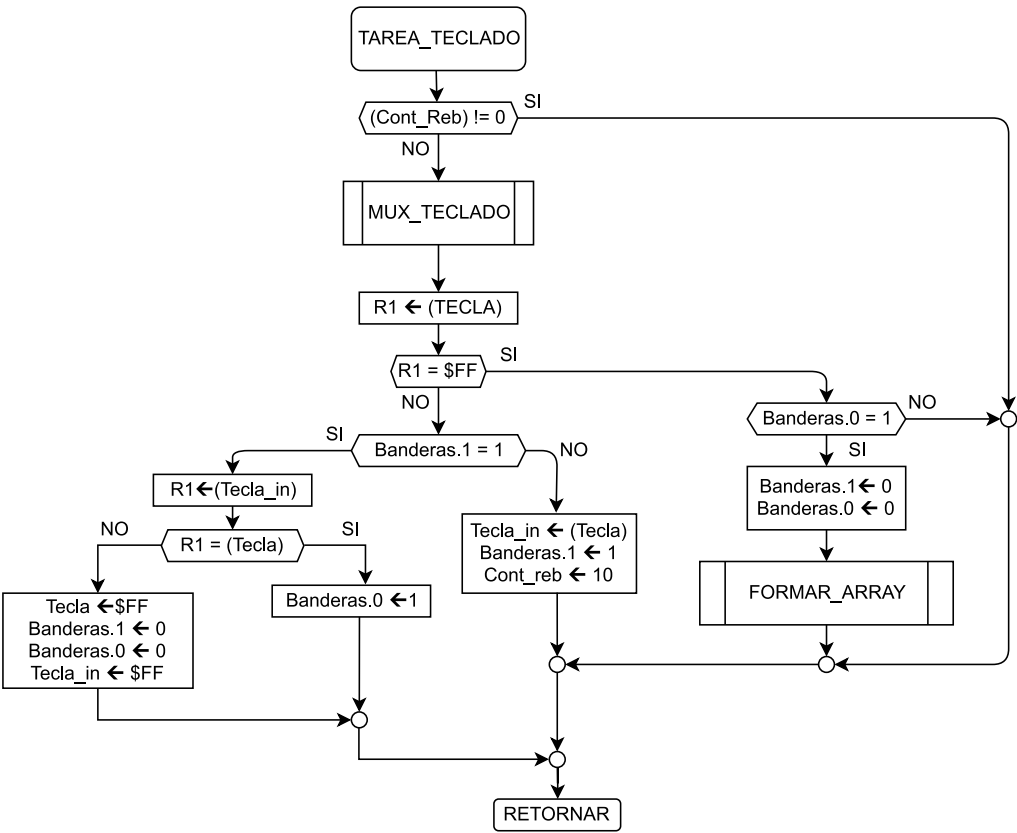 TAREA_TECLADO
SI
(Cont_Reb) != 0
NO
MUX_TECLADO
R1 🡨 (TECLA)
SI
R1 = $FF
NO
NO
Banderas.0 = 1
SI
Banderas.1 = 1
NO
SI
R1🡨(Tecla_in)
Banderas.1🡨 0
Banderas.0 🡨 0
NO
SI
R1 = (Tecla)
Tecla_in 🡨 (Tecla)
Banderas.1 🡨 1
Cont_reb 🡨 10
FORMAR_ARRAY
Tecla 🡨$FF
Banderas.1 🡨 0
Banderas.0 🡨 0
Tecla_in 🡨 $FF
Banderas.0 🡨1
RETORNAR